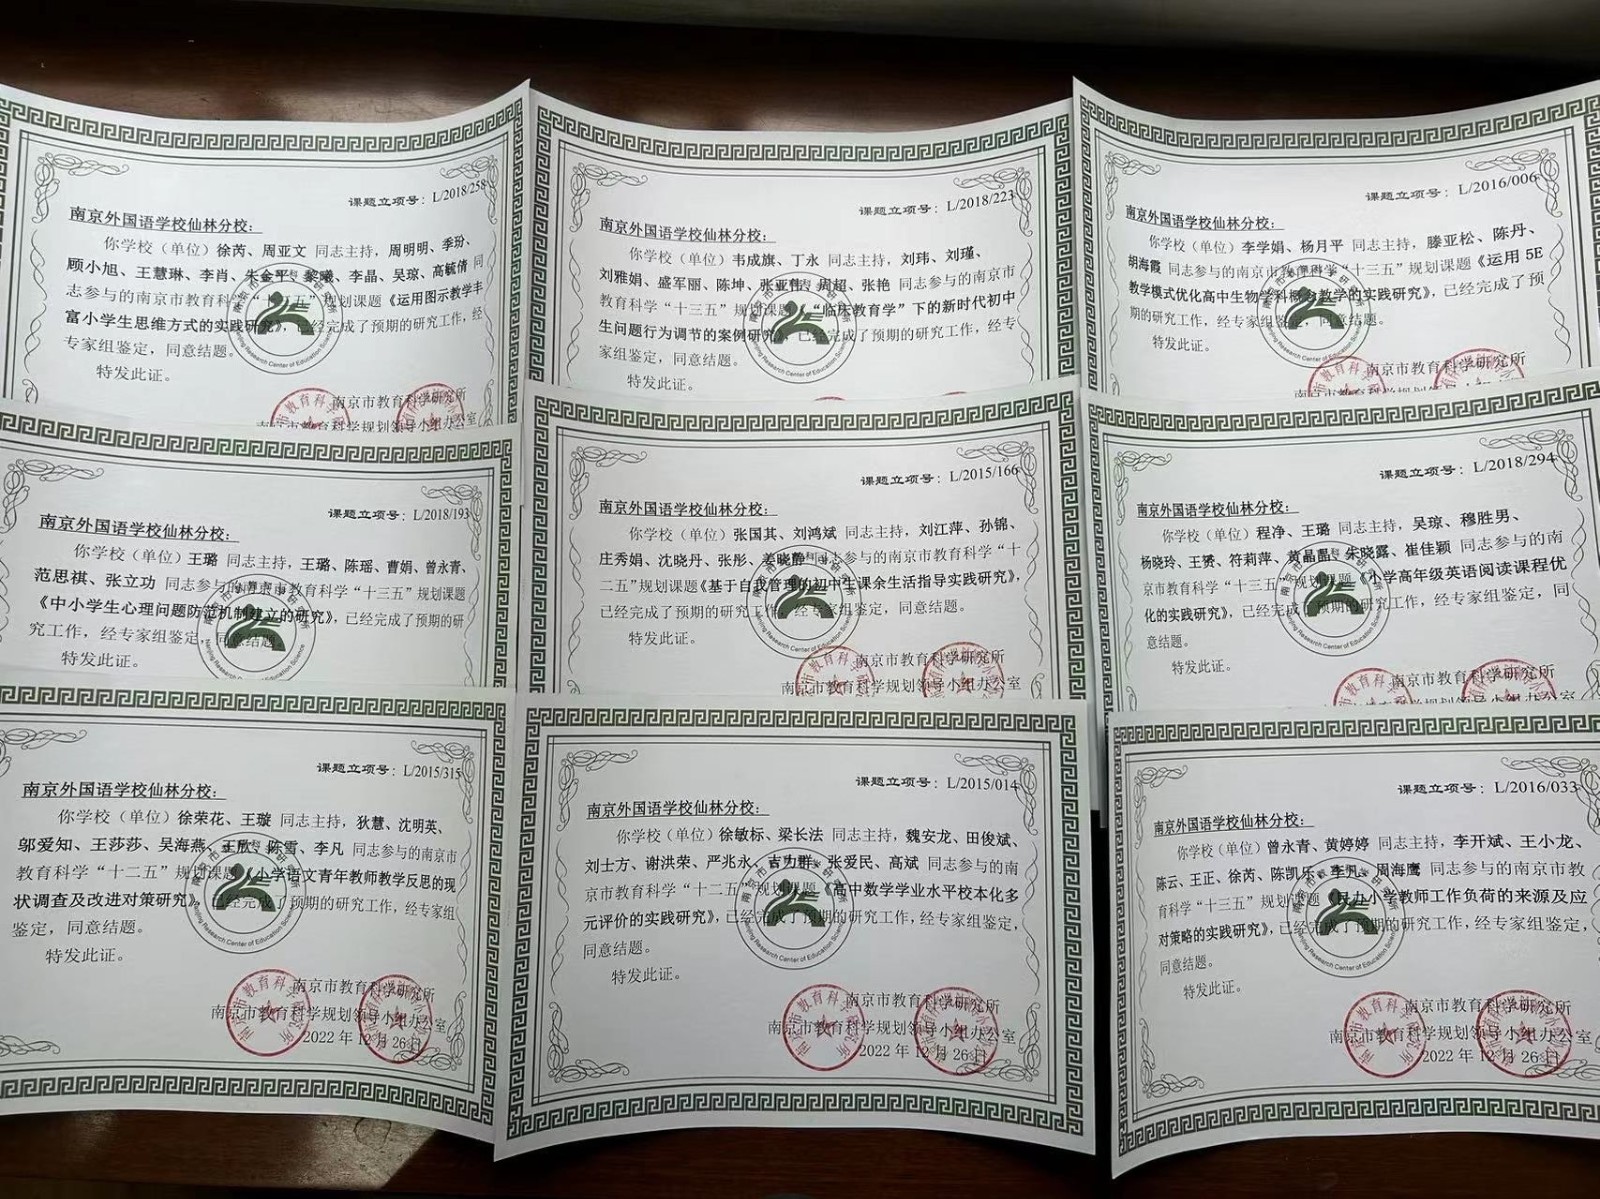 课题立项号：L/2018/258
南京外国语学校仙林分校：
你学校（单位）徐芮、周亚文 同志主持，周明明、季玢、
顾小旭、王慧琳、李肖、朱金平、黎曦、李晶、吴琼、高毓倩 同
志参与的南京市教育科学“十三五”规划课题《运用图示教学丰
富小学生思维方式的实践研究》，已经完成了预期的研究工作，经
专家组鉴定，同意结题。
特发此证。
南京市教育科学研究所
南京市教育科学规划领导小组办公室
课题立项号：L/2018/223
南京外国语学校仙林分校：
你学校（单位）韦成旗、丁永 同志主持，刘玮、刘瑾、
刘雅娟、盛军丽、陈坤、张亚伟、周超、张艳 同志参与的南京市
教育科学“十三五”规划课题《“临床教育学”下的新时代初中
生问题行为调节的案例研究》，已经完成了预期的研究工作，经专
家组鉴定，同意结题。
特发此证。
课题立项号：L/2016/006
南京外国语学校仙林分校：
你学校（单位）李学娟、杨月平 同志主持，滕亚松、陈丹、
胡海霞 同志参与的南京市教育科学“十三五”规划课题《运用 5E
教学模式优化高中生物学科概念教学的实践研究》，已经完成了预
期的研究工作，经专家组鉴定，同意结题。
特发此证。
南京市教育科学研究所
课题立项号：L/2018/193
南京外国语学校仙林分校：
你学校（单位）王璐 同志主持，王璐、陈瑶、曹娟、曾永青、
范思祺、张立功 同志参与的南京市教育科学“十三五”规划课题
《中小学生心理问题防范机制建立的研究》，已经完成了预期的研
究工作，经专家组鉴定，同意结题。
特发此证。
课题立项号：L/2015/166
南京外国语学校仙林分校：
你学校（单位）张国其、刘鸿斌 同志主持，刘江萍、孙锦、
庄秀娟、沈晓丹、张彤、姜晓静 同志参与的南京市教育科学“十
二五”规划课题《基于自我管理的初中生课余生活指导实践研究》，
已经完成了预期的研究工作，经专家组鉴定，同意结题。
特发此证。
南京市教育科学研究所
南京市教育科学规划领导小组办公室
课题立项号：L/2018/294
南京外国语学校仙林分校：
你学校（单位）程净、王璐 同志主持，吴琼、穆胜男、
杨晓玲、王赟、符莉萍、黄晶晶、朱晓露、崔佳颖 同志参与的南
京市教育科学“十三五”规划课题《小学高年级英语阅读课程优
化的实践研究》，已经完成了预期的研究工作，经专家组鉴定，同
意结题。
特发此证。
南京市教育科学研究所
南京市教育科学规划领导小组办公室
课题立项号：L/2015/315
南京外国语学校仙林分校：
你学校（单位）徐荣花、王璇 同志主持，狄慧、沈明英、
邬爱知、王莎莎、吴海燕、王欣、陈雪、李凡 同志参与的南京市
教育科学“十二五”规划课题《小学语文青年教师教学反思的现
状调查及改进对策研究》，已经完成了预期的研究工作，经专家组
鉴定，同意结题。
特发此证。
南京市教育科学研究所
南京市教育科学规划领导小组办公室
2022 年 12 月 26 日
课题立项号：L/2015/014
南京外国语学校仙林分校：
你学校（单位）徐敏标、梁长法 同志主持，魏安龙、田俊斌、
刘士方、谢洪荣、严兆永、吉力群、张爱民、高斌 同志参与的南
京市教育科学“十二五”规划课题《高中数学学业水平校本化多
元评价的实践研究》，已经完成了预期的研究工作，经专家组鉴定，
同意结题。
特发此证。
南京市教育科学研究所
南京市教育科学规划领导小组办公室
2022 年 12 月 26 日
课题立项号：L/2016/033
南京外国语学校仙林分校：
你学校（单位）曾永青、黄婷婷 同志主持，李开斌、王小龙、
陈云、王正、徐芮、陈凯乐、李凡、周海鹰 同志参与的南京市教
育科学“十三五”规划课题《民办小学教师工作负荷的来源及应
对策略的实践研究》，已经完成了预期的研究工作，经专家组鉴定，
同意结题。
特发此证。
南京市教育科学研究所
南京市教育科学规划领导小组办公室
2022 年 12 月 26 日